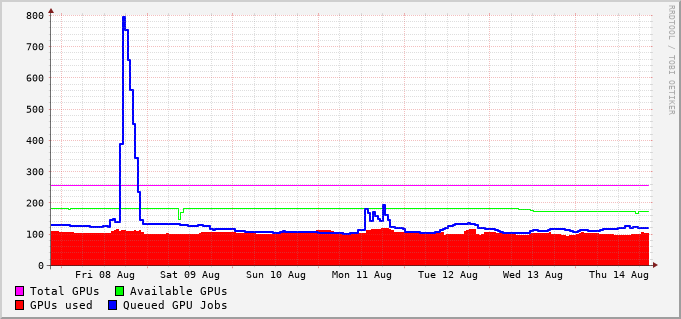 RRDTOOL / TOBI OETIKER
800
700
600
500
400
300
200
100
0
Fri 08 Aug Sat 09 Aug Sun 10 Aug Mon 11 Aug Tue 12 Aug Wed 13 Aug Thu 14 Aug
Total GPUs Available GPUs
GPUs used Queued GPU Jobs